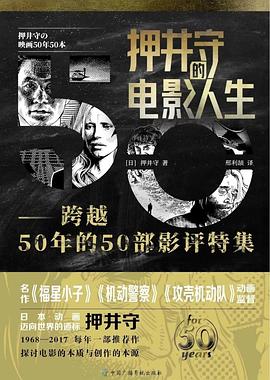 押井守の
映画50年50本
押井守的
电影人生
50
[日] 押井守 著
邢利颉 译
——跨越
50年的50部影评特集
名作《福星小子》《机动警察》《攻壳机动队》动画监督
日本动画
迈向世界的道标
押井守
1968—2017 每年一部推荐作
探讨电影的本质与创作的本源
for
50
years
中国广播影视出版社